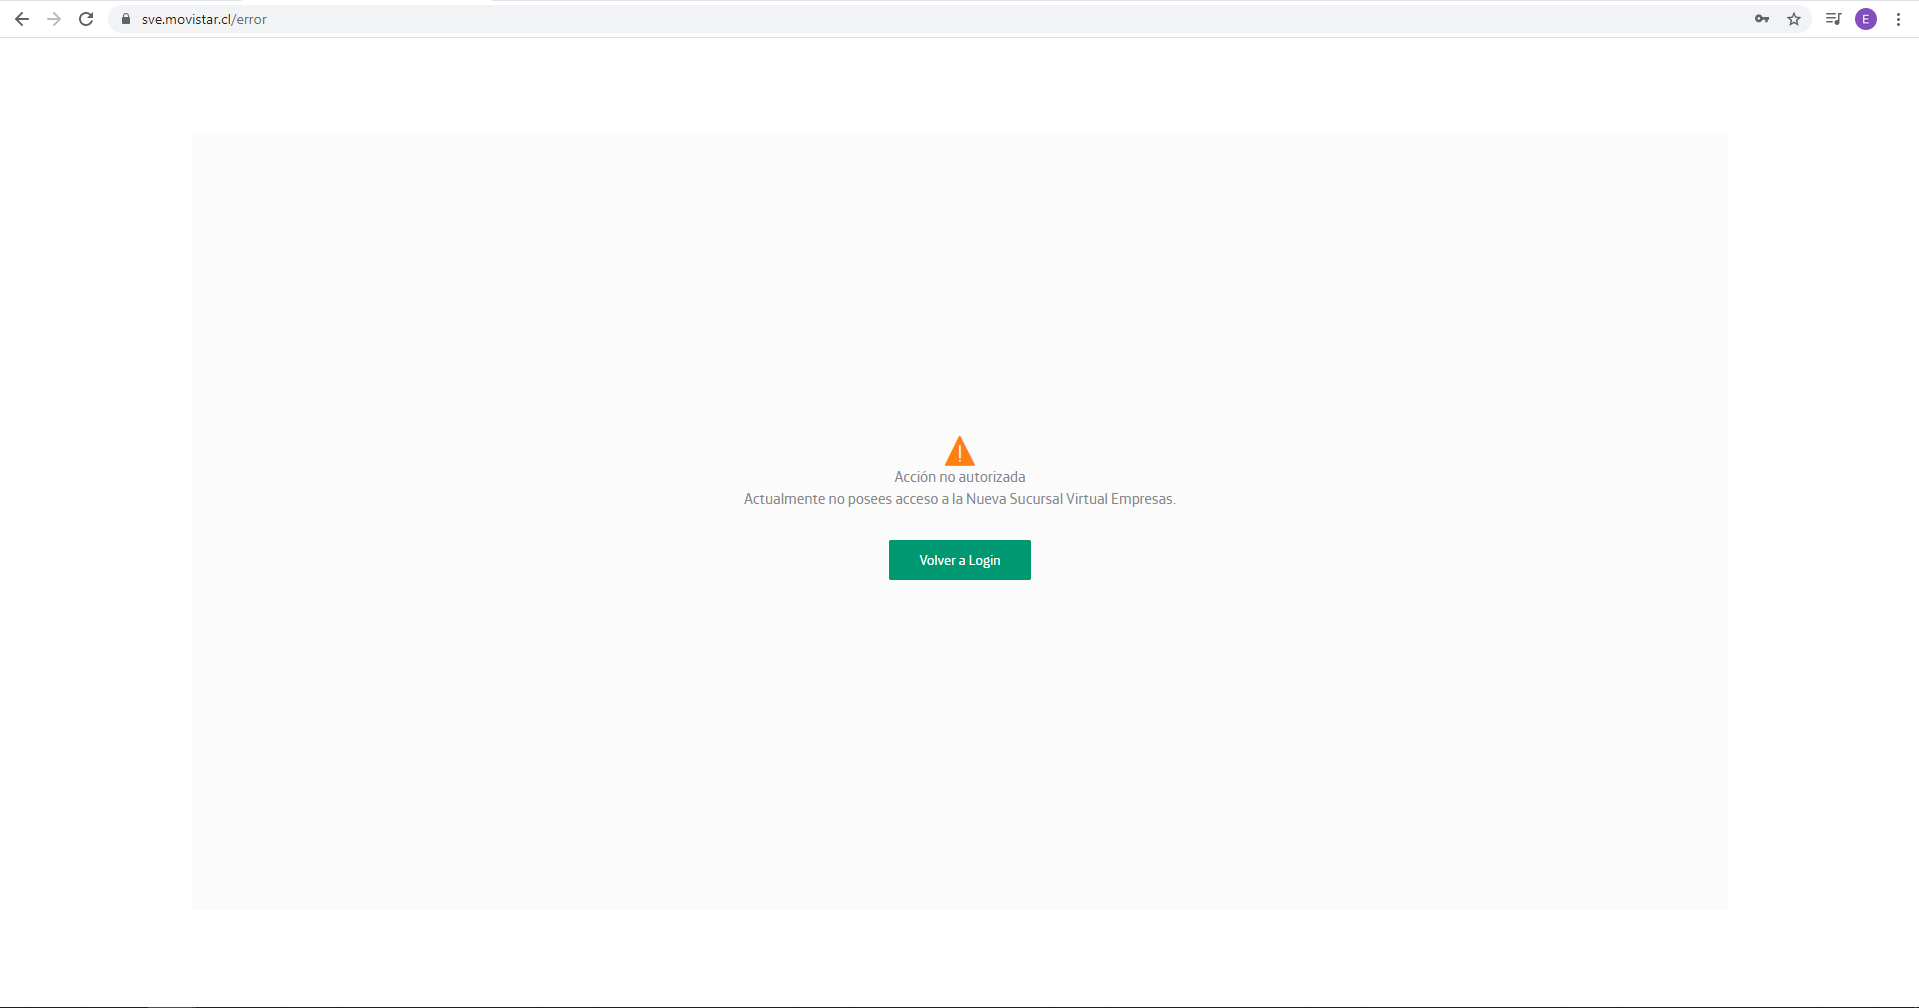 sve.movistar.cl/error
E
Acción no autorizada
Actualmente no posees acceso a la Nueva Sucursal Virtual Empresas.
Volver a Login